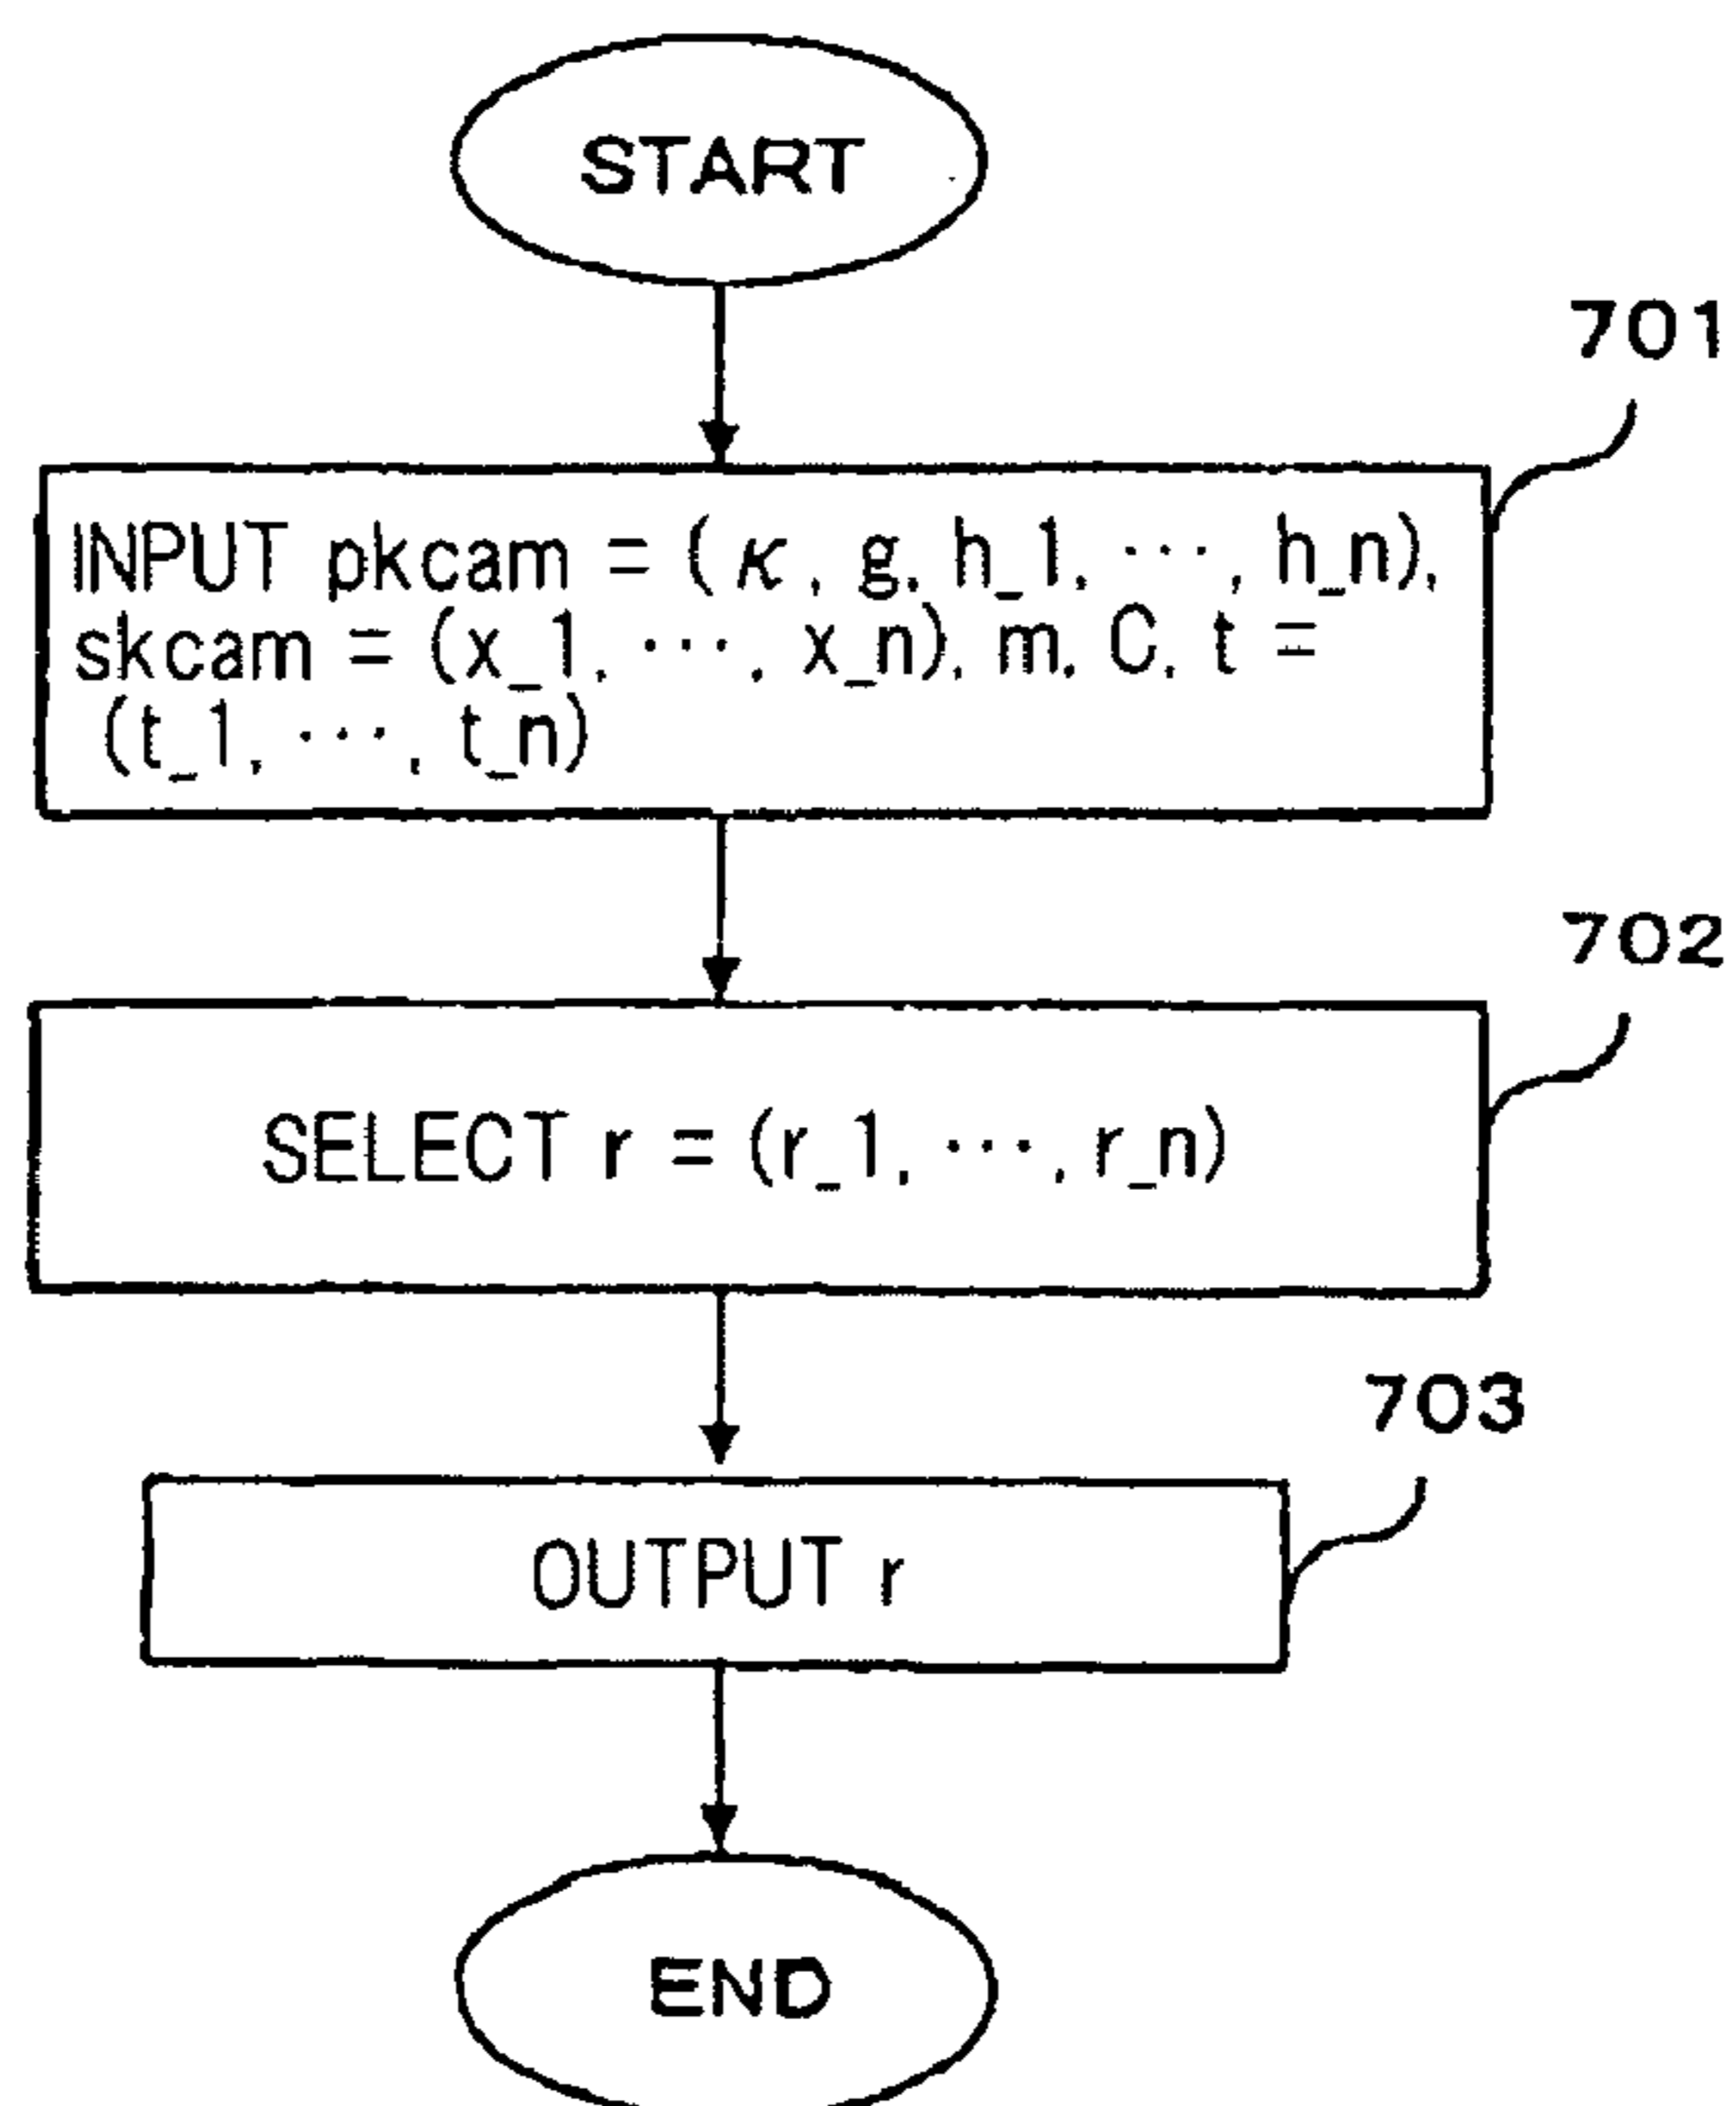 START
701
INPUT pkcam = (κ, g, h_1, ⋯, h_n),
skcam = (x_1, ⋯, x_n), m, C, t =
(t_1, ⋯, t_n)
702
SELECT r = (r_1, ⋯, r_n)
703
OUTPUT r
END